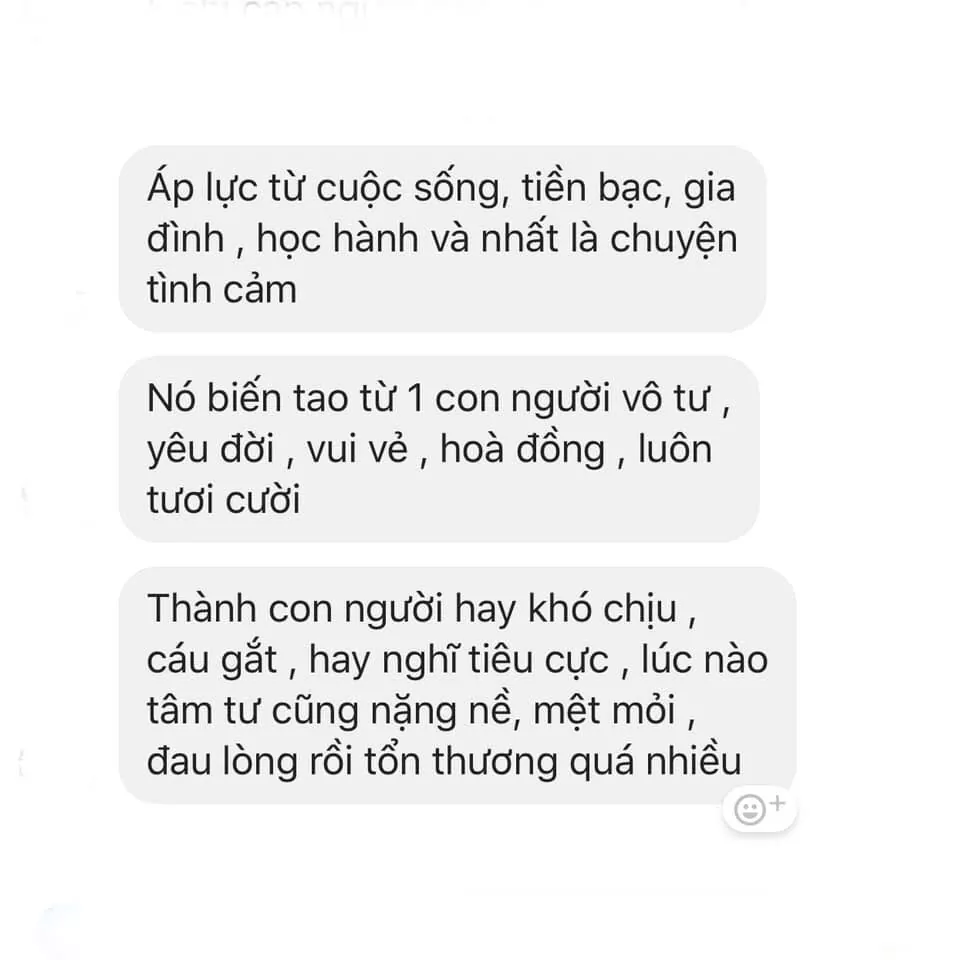 Áp lực từ cuộc sống, tiền bạc, gia
đình , học hành và nhất là chuyện
tình cảm
Nó biến tao từ 1 con người vô tư ,
yêu đời , vui vẻ , hoà đồng , luôn
tươi cười
Thành con người hay khó chịu ,
cáu gắt , hay nghĩ tiêu cực , lúc nào
tâm tư cũng nặng nề, mệt mỏi ,
đau lòng rồi tổn thương quá nhiều